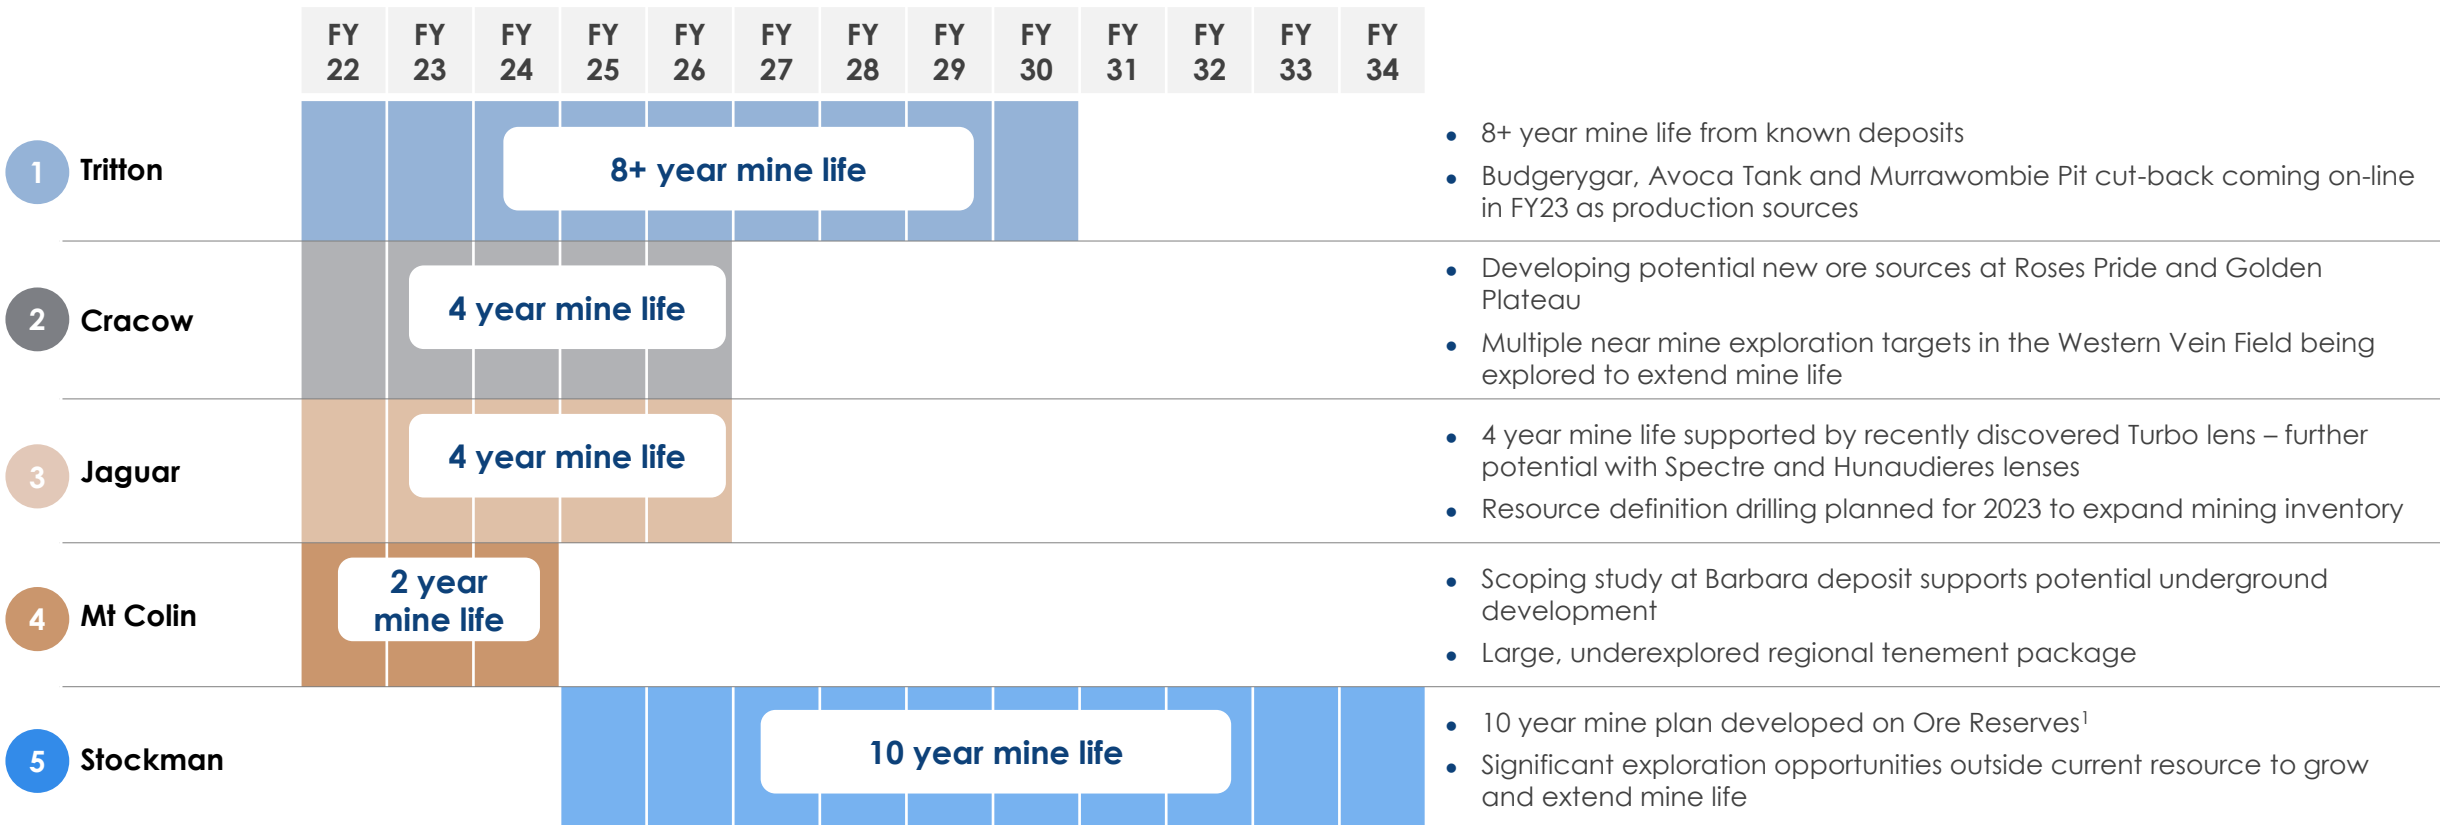 FY 22 FY 23 FY 24 FY 25 FY 26 FY 27 FY 28 FY 29 FY 30 FY 31 FY 32 FY 33 FY 34
1 Tritton
8+ year mine life
• 8+ year mine life from known deposits
• Budgerygar, Avoca Tank and Murrawombie Pit cut-back coming on-line
in FY23 as production sources
2 Cracow
4 year mine life
• Developing potential new ore sources at Roses Pride and Golden
Plateau
• Multiple near mine exploration targets in the Western Vein Field being
explored to extend mine life
3 Jaguar
4 year mine life
• 4 year mine life supported by recently discovered Turbo lens – further
potential with Spectre and Hunaudieres lenses
• Resource definition drilling planned for 2023 to expand mining inventory
4 Mt Colin
2 year
mine life
• Scoping study at Barbara deposit supports potential underground
development
• Large, underexplored regional tenement package
5 Stockman
10 year mine life
• 10 year mine plan developed on Ore Reserves¹
• Significant exploration opportunities outside current resource to grow
and extend mine life